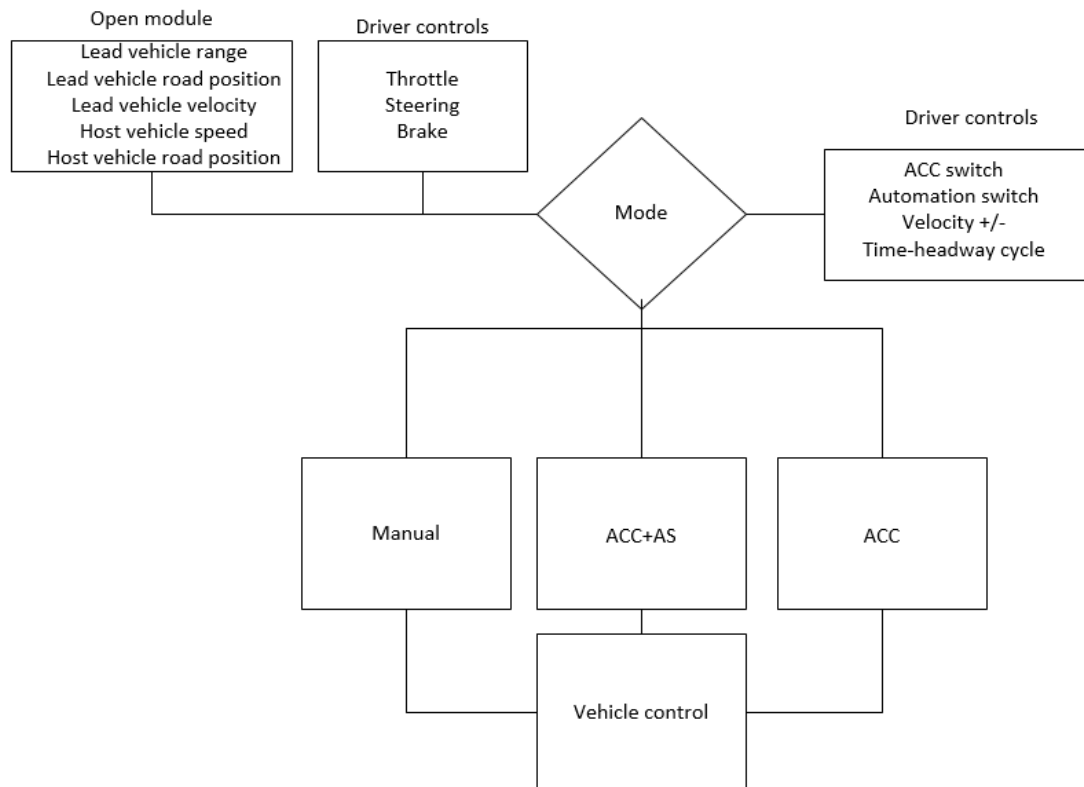 Open module
Lead vehicle range
Lead vehicle road position
Lead vehicle velocity
Host vehicle speed
Host vehicle road position
Driver controls
Throttle
Steering
Brake
Mode
Driver controls
ACC switch
Automation switch
Velocity +/-
Time-headway cycle
Manual
ACC+AS
ACC
Vehicle control